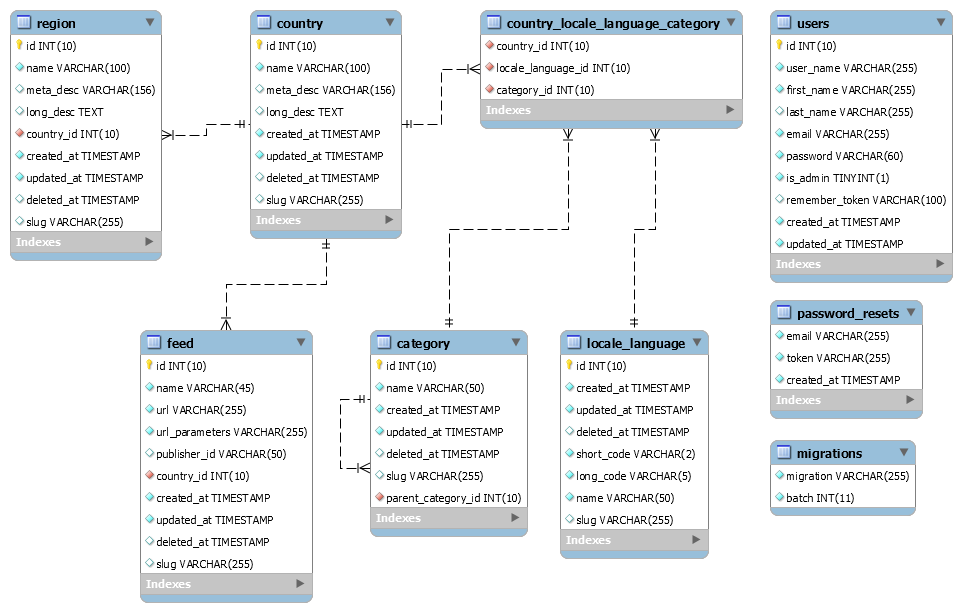 region
id INT(10)
name VARCHAR(100)
meta_desc VARCHAR(156)
long_desc TEXT
country_id INT(10)
created_at TIMESTAMP
updated_at TIMESTAMP
deleted_at TIMESTAMP
slug VARCHAR(255)
Indexes
country
id INT(10)
name VARCHAR(100)
meta_desc VARCHAR(156)
long_desc TEXT
created_at TIMESTAMP
updated_at TIMESTAMP
deleted_at TIMESTAMP
slug VARCHAR(255)
Indexes
country_locale_language_category
country_id INT(10)
locale_language_id INT(10)
category_id INT(10)
Indexes
users
id INT(10)
user_name VARCHAR(255)
first_name VARCHAR(255)
last_name VARCHAR(255)
email VARCHAR(255)
password VARCHAR(60)
is_admin TINYINT(1)
remember_token VARCHAR(100)
created_at TIMESTAMP
updated_at TIMESTAMP
Indexes
feed
id INT(10)
name VARCHAR(45)
url VARCHAR(255)
url_parameters VARCHAR(255)
publisher_id VARCHAR(50)
country_id INT(10)
created_at TIMESTAMP
updated_at TIMESTAMP
deleted_at TIMESTAMP
slug VARCHAR(255)
Indexes
category
id INT(10)
name VARCHAR(50)
created_at TIMESTAMP
updated_at TIMESTAMP
deleted_at TIMESTAMP
slug VARCHAR(255)
parent_category_id INT(10)
Indexes
locale_language
id INT(10)
created_at TIMESTAMP
updated_at TIMESTAMP
deleted_at TIMESTAMP
short_code VARCHAR(2)
long_code VARCHAR(5)
name VARCHAR(50)
slug VARCHAR(255)
Indexes
password_resets
email VARCHAR(255)
token VARCHAR(255)
created_at TIMESTAMP
Indexes
migrations
migration VARCHAR(255)
batch INT(11)